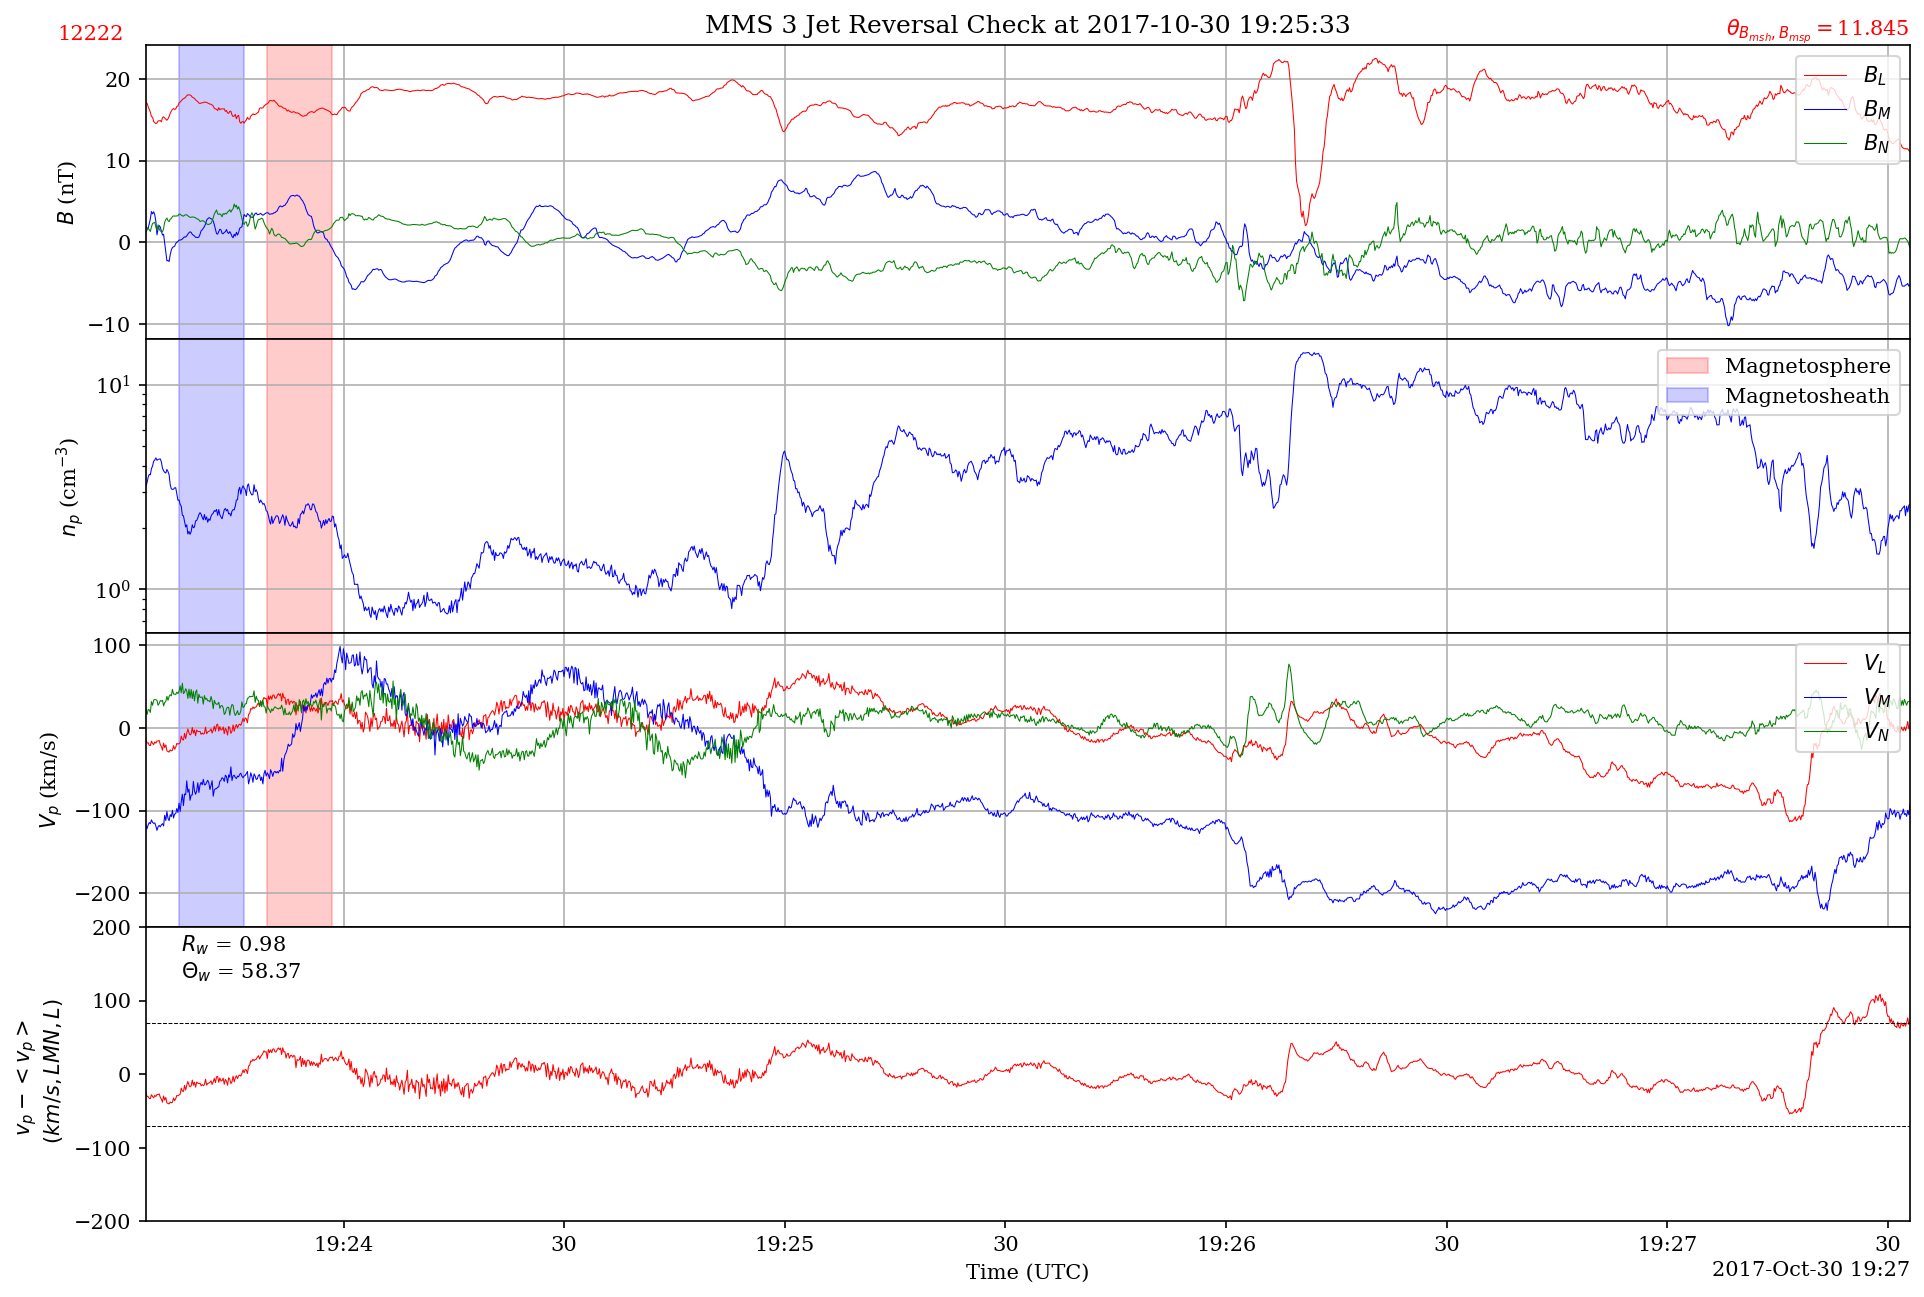 MMS 3 Jet Reversal Check at 2017-10-30 19:25:33
12222
θ_{B_{msh}, B_{msp}} = 11.845
B (nT)
20
10
0
−10
B_L
B_M
B_N
n_p (cm^{−3})
10^1
10^0
Magnetosphere
Magnetosheath
V_p (km/s)
100
0
−100
−200
V_L
V_M
V_N
v_p − < v_p >
(km/s, LMN, L)
200
100
0
−100
−200
R_w = 0.98
Θ_w = 58.37
19:24
30
19:25
30
19:26
30
19:27
30
Time (UTC)
2017-Oct-30 19:27